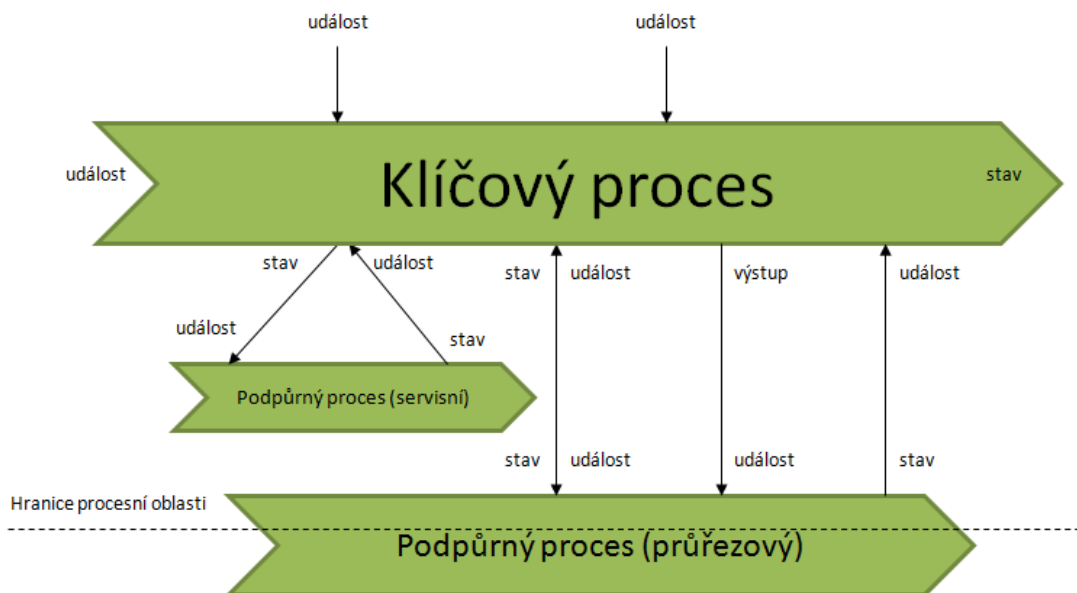 událost
událost
událost
Klíčový proces
stav
stav
událost
stav
událost
výstup
událost
událost
stav
Podpůrný proces (servisní)
stav
událost
událost
stav
Hranice procesní oblasti
Podpůrný proces (průřezový)